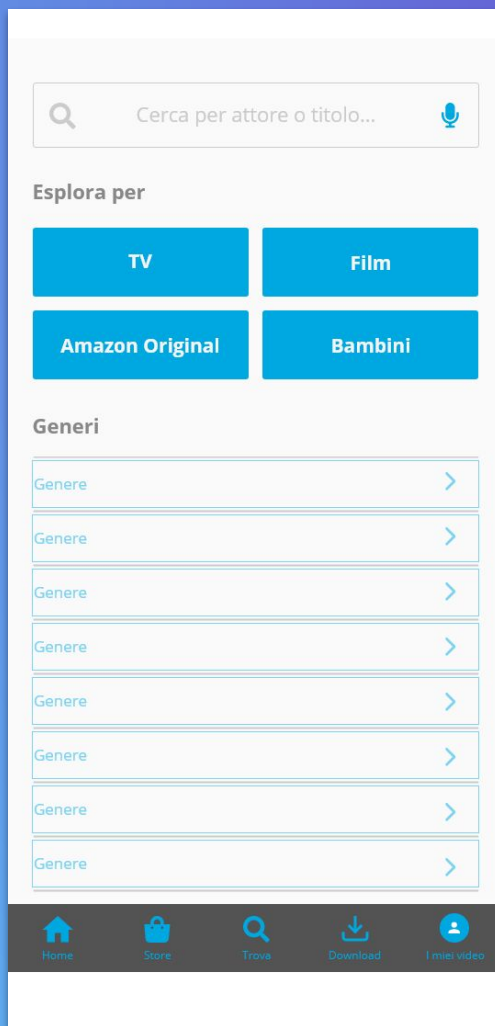 Cerca per attore o titolo...
Esplora per
TV Film
Amazon Original Bambini
Generi
Genere
Genere
Genere
Genere
Genere
Genere
Genere
Genere
Home Store Trova Download I miei video